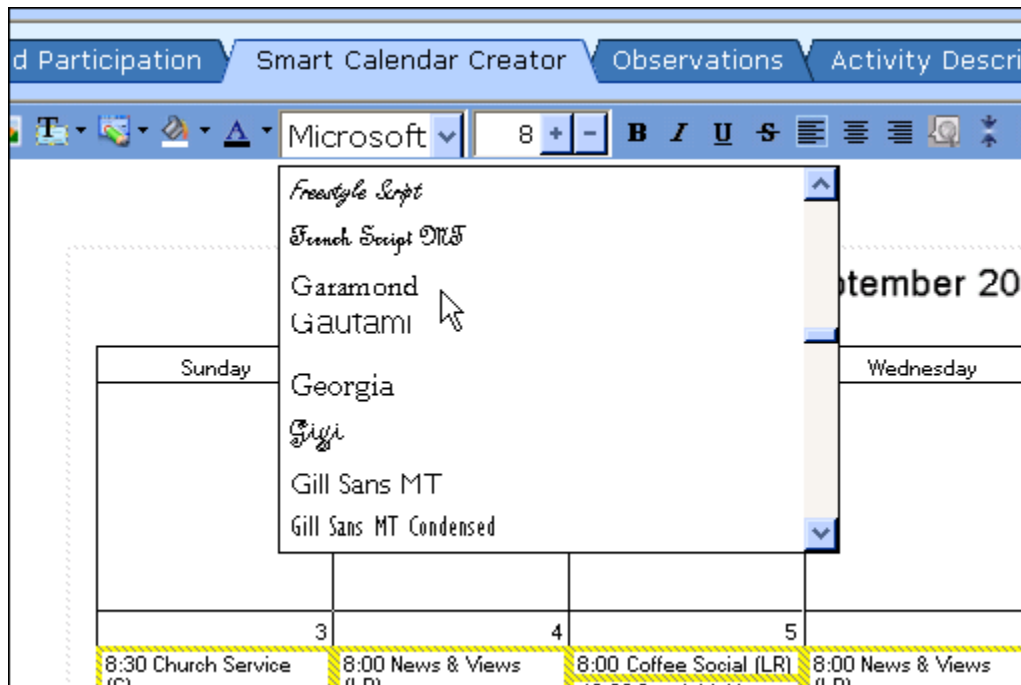 d Participation
Smart Calendar Creator
Observations
Activity Descri
T
A
Microsoft
8
+
-
B
I
U
S
Freestyle Script
French Script MT
Garamond
Gautami
Georgia
Gigi
Gill Sans MT
Gill Sans MT Condensed
ptember 20
Sunday
Wednesday
3
4
5
8:30 Church Service
8:00 News & Views
8:00 Coffee Social (LR)
8:00 News & Views